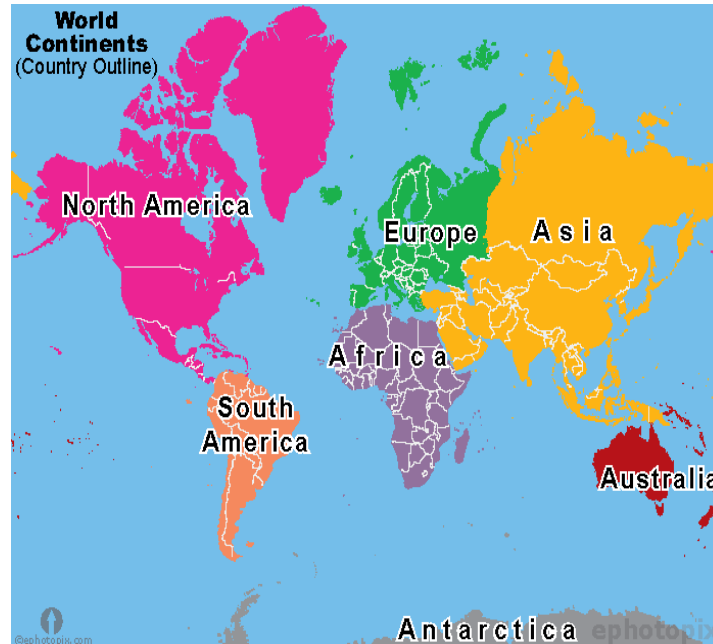 World
Continents
(Country Outline)
North America
Europe
Asia
Africa
South
America
Australia
Antarctica
ephotopix
©ephotopix.com